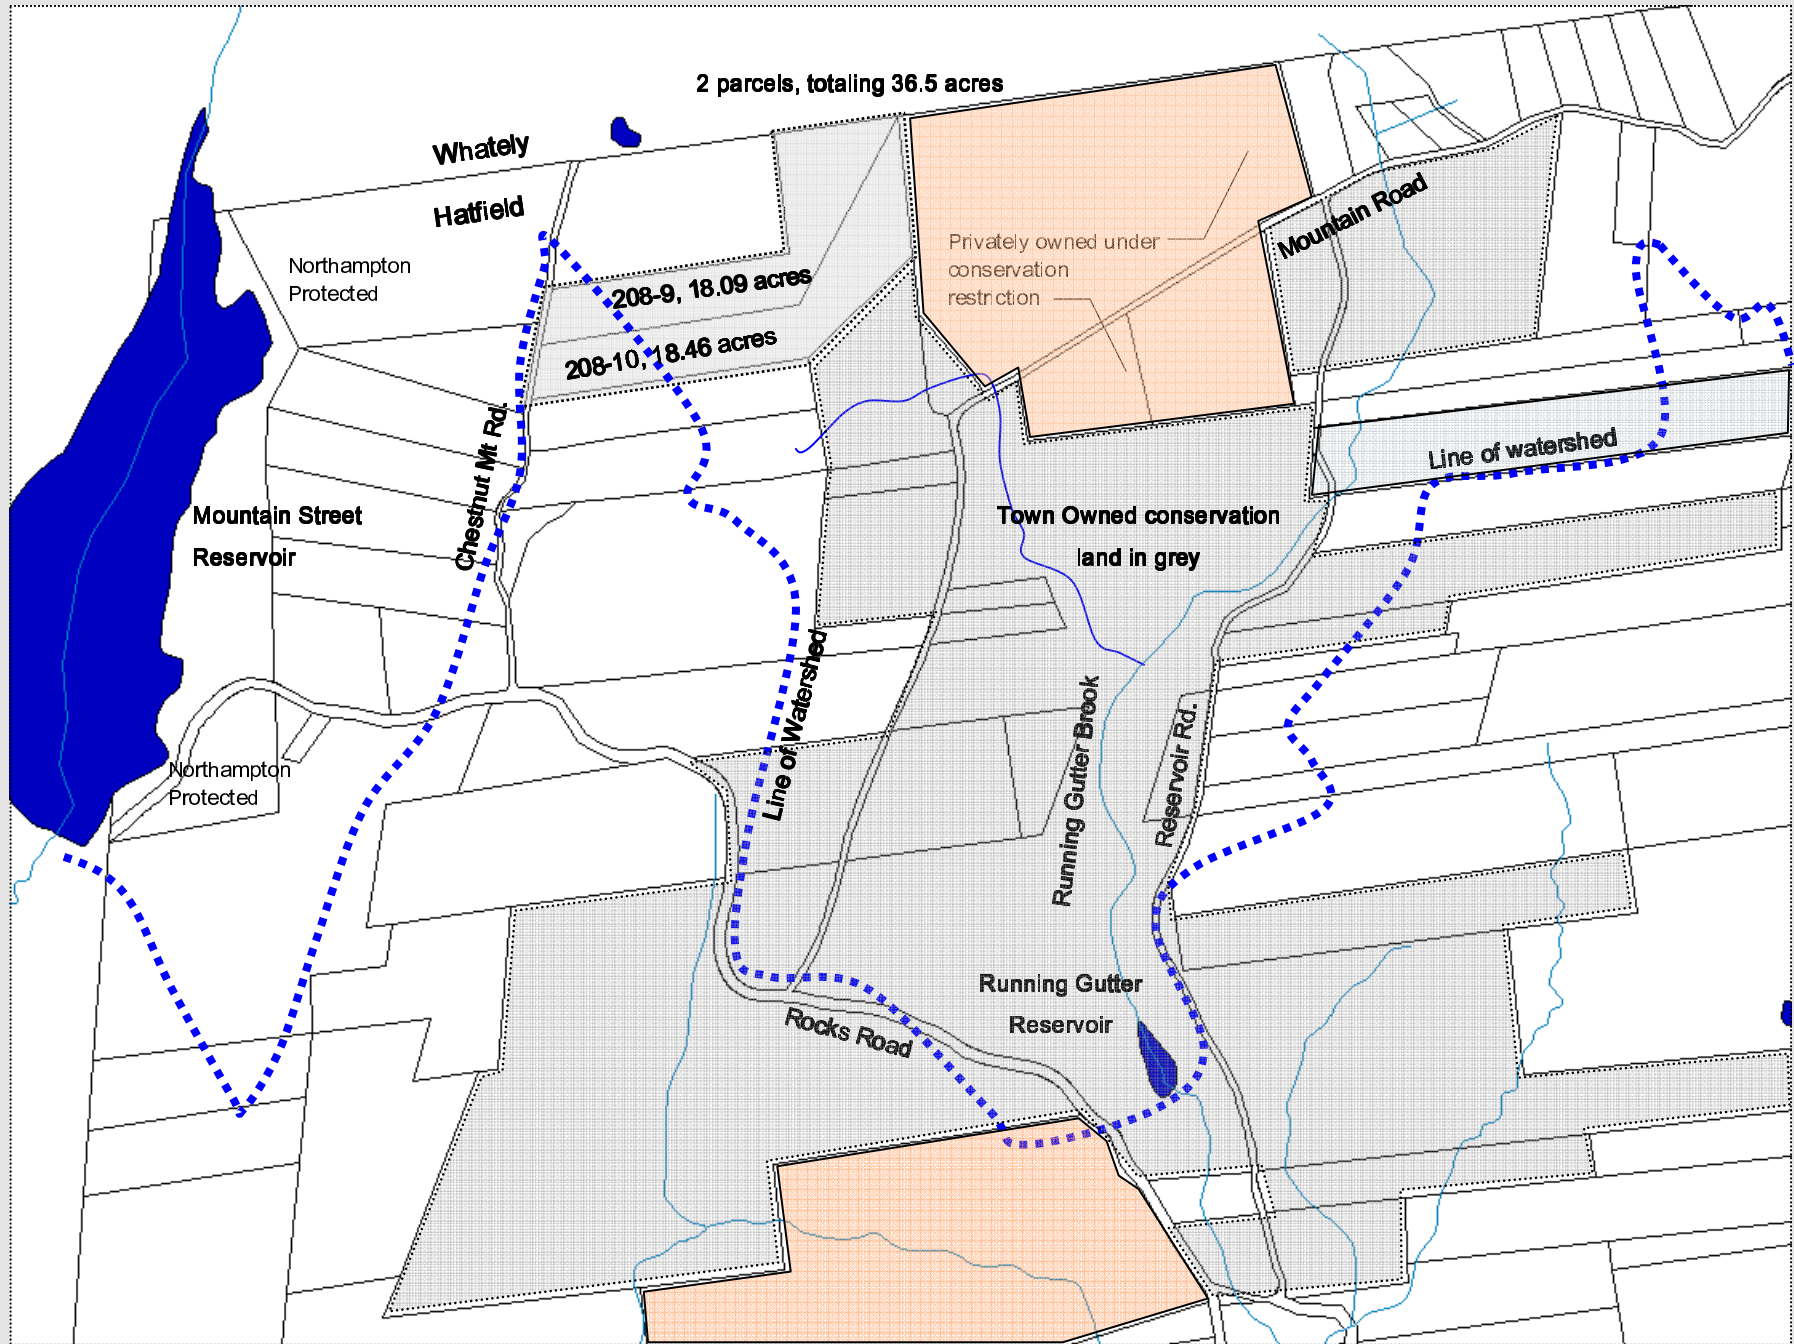 2 parcels, totaling 36.5 acres
Whately
Hatfield
Northampton
Protected
208-9, 18.09 acres
208-10, 18.46 acres
Privately owned under
conservation
restriction
Mountain Road
Line of watershed
Chestnut Mt Rd.
Mountain Street
Reservoir
Town Owned conservation
land in grey
Line of Watershed
Running Gutter Brook
Reservoir Rd.
Northampton
Protected
Running Gutter
Reservoir
Rocks Road